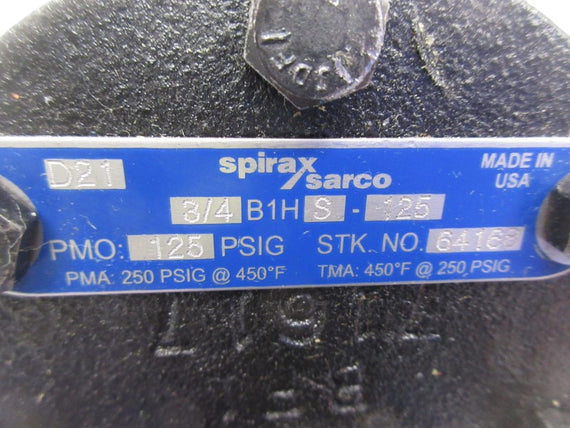 D21
spirax sarco
MADE IN USA
3/4 B1H S - 125
PMO: 125 PSIG STK. NO.
PMA: 250 PSIG @ 450°F TMA: 450°F @ 250 PSIG